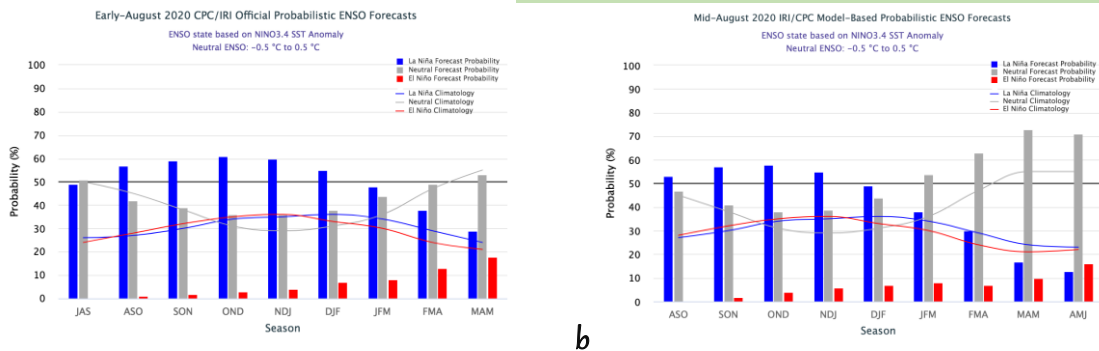 Early-August 2020 CPC/IRI Official Probabilistic ENSO Forecasts
ENSO state based on NINO3.4 SST Anomaly
Neutral ENSO: -0.5 °C to 0.5 °C
La Niña Forecast Probability
Neutral Forecast Probability
El Niño Forecast Probability
La Niña Climatology
Neutral Climatology
El Niño Climatology
Probability (%)
100
90
80
70
60
50
40
30
20
10
0
JAS ASO SON OND NDJ DJF JFM FMA MAM
Season
b
Mid-August 2020 IRI/CPC Model-Based Probabilistic ENSO Forecasts
ENSO state based on NINO3.4 SST Anomaly
Neutral ENSO: -0.5 °C to 0.5 °C
La Niña Forecast Probability
Neutral Forecast Probability
El Niño Forecast Probability
La Niña Climatology
Neutral Climatology
El Niño Climatology
Probability (%)
100
90
80
70
60
50
40
30
20
10
0
ASO SON OND NDJ DJF JFM FMA MAM AMJ
Season